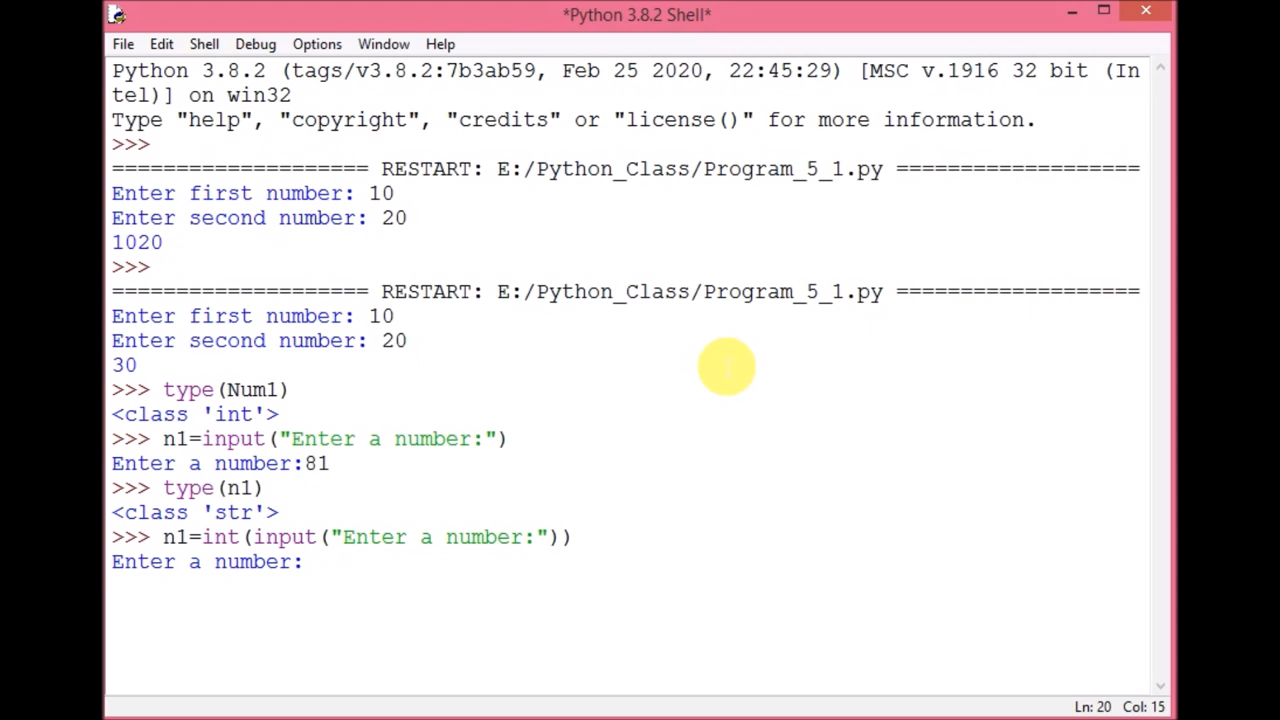 *Python 3.8.2 Shell*
File Edit Shell Debug Options Window Help
Python 3.8.2 (tags/v3.8.2:7b3ab59, Feb 25 2020, 22:45:29) [MSC v.1916 32 bit (In
tel)] on win32
Type "help", "copyright", "credits" or "license()" for more information.
>>>
==================== RESTART: E:/Python_Class/Program_5_1.py ===================
Enter first number: 10
Enter second number: 20
1020
>>>
==================== RESTART: E:/Python_Class/Program_5_1.py ===================
Enter first number: 10
Enter second number: 20
30
>>> type(Num1)
<class 'int'>
>>> n1=input("Enter a number:")
Enter a number:81
>>> type(n1)
<class 'str'>
>>> n1=int(input("Enter a number:"))
Enter a number:
Ln: 20 Col: 15